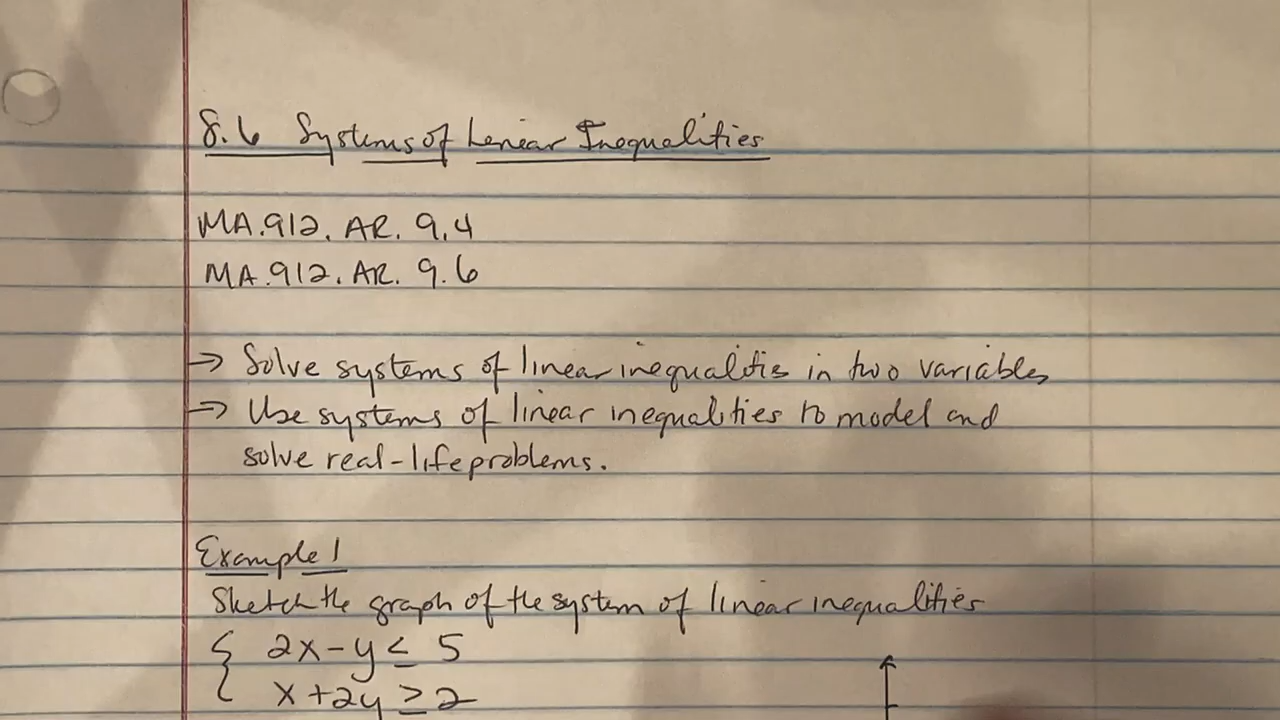 8.6 Systems of Linear Inequalities
MA.912.AR.9.4
MA.912.AR.9.6
→ Solve systems of linear inequalities in two variables
→ Use systems of linear inequalities to model and
solve real-life problems.
Example 1
Sketch the graph of the system of linear inequalities
{ 2x - y ≤ 5
x + 2y ≥ 2